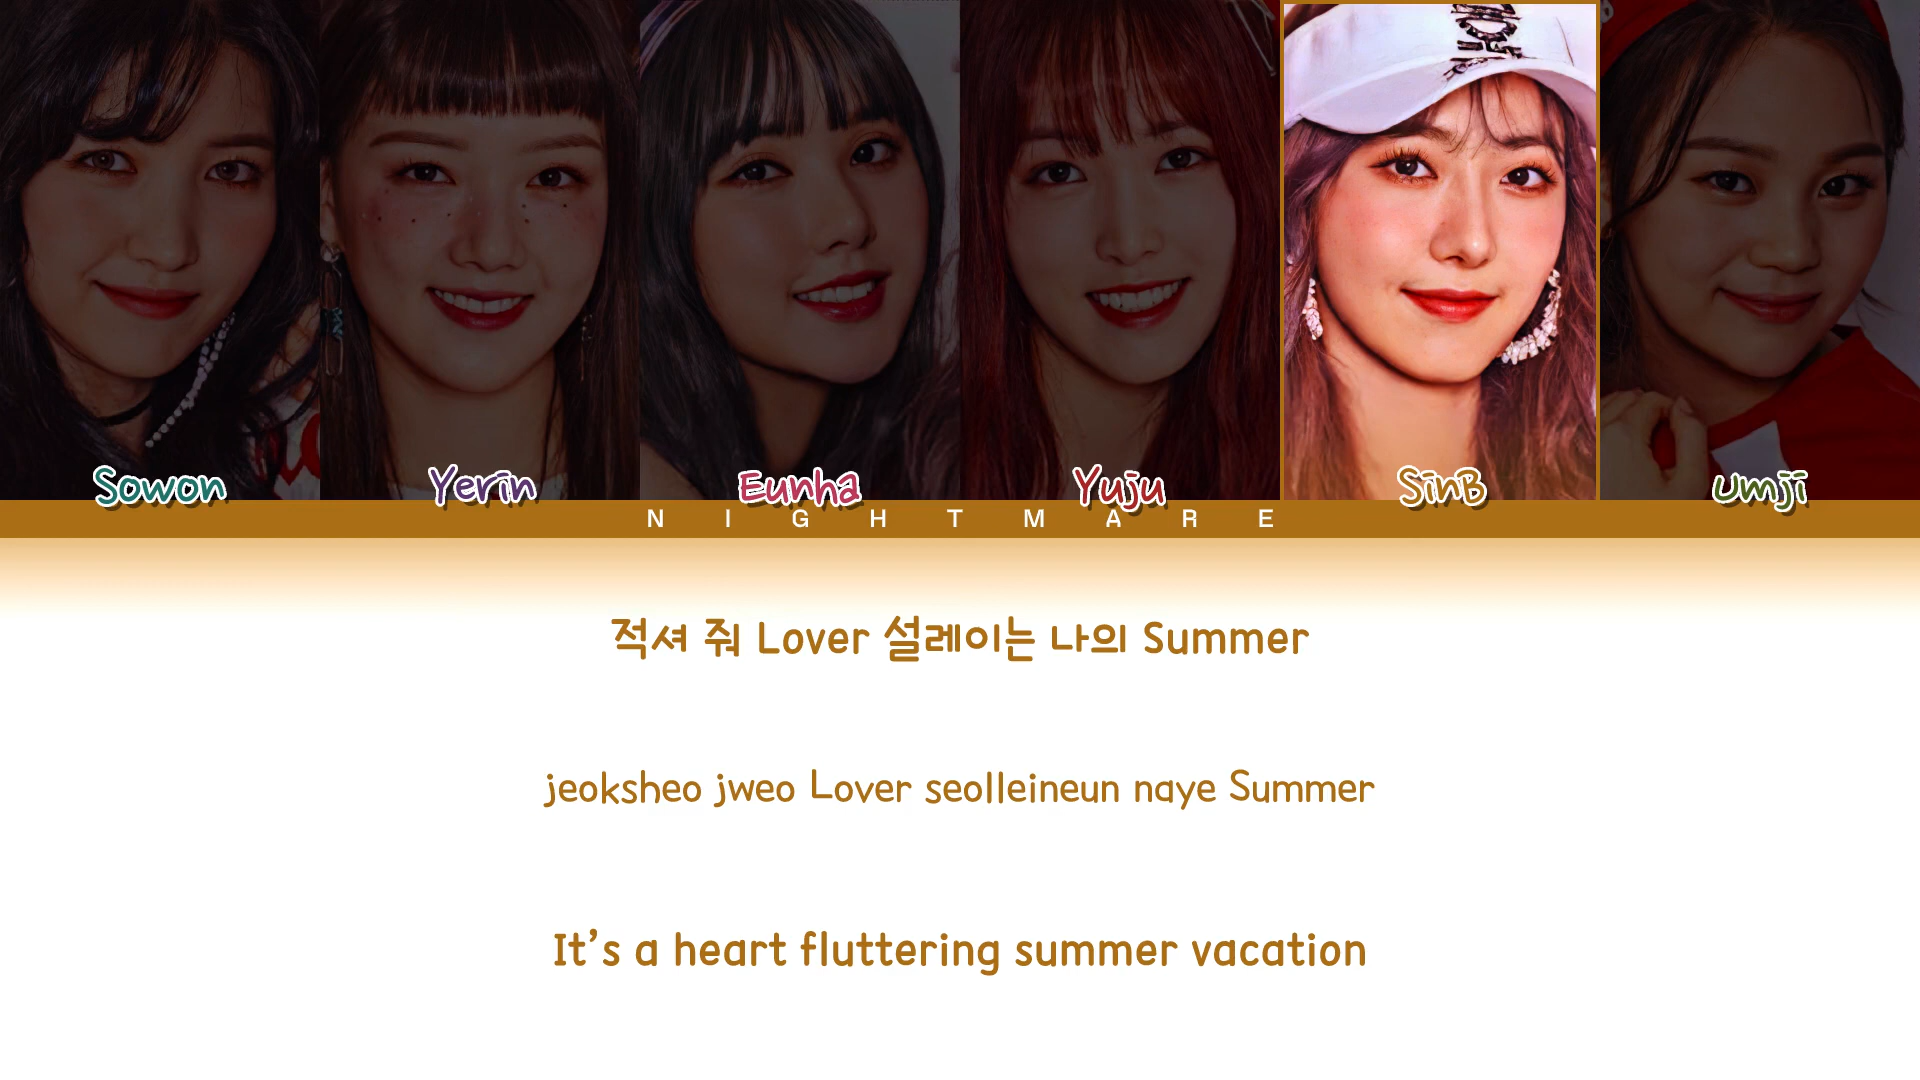 Sowon Yerin Eunha Yuju SinB Umji
NIGHTMARE
적셔 줘 Lover 설레이는 나의 Summer
jeoksheo jweo Lover seolleineun naye Summer
It's a heart fluttering summer vacation